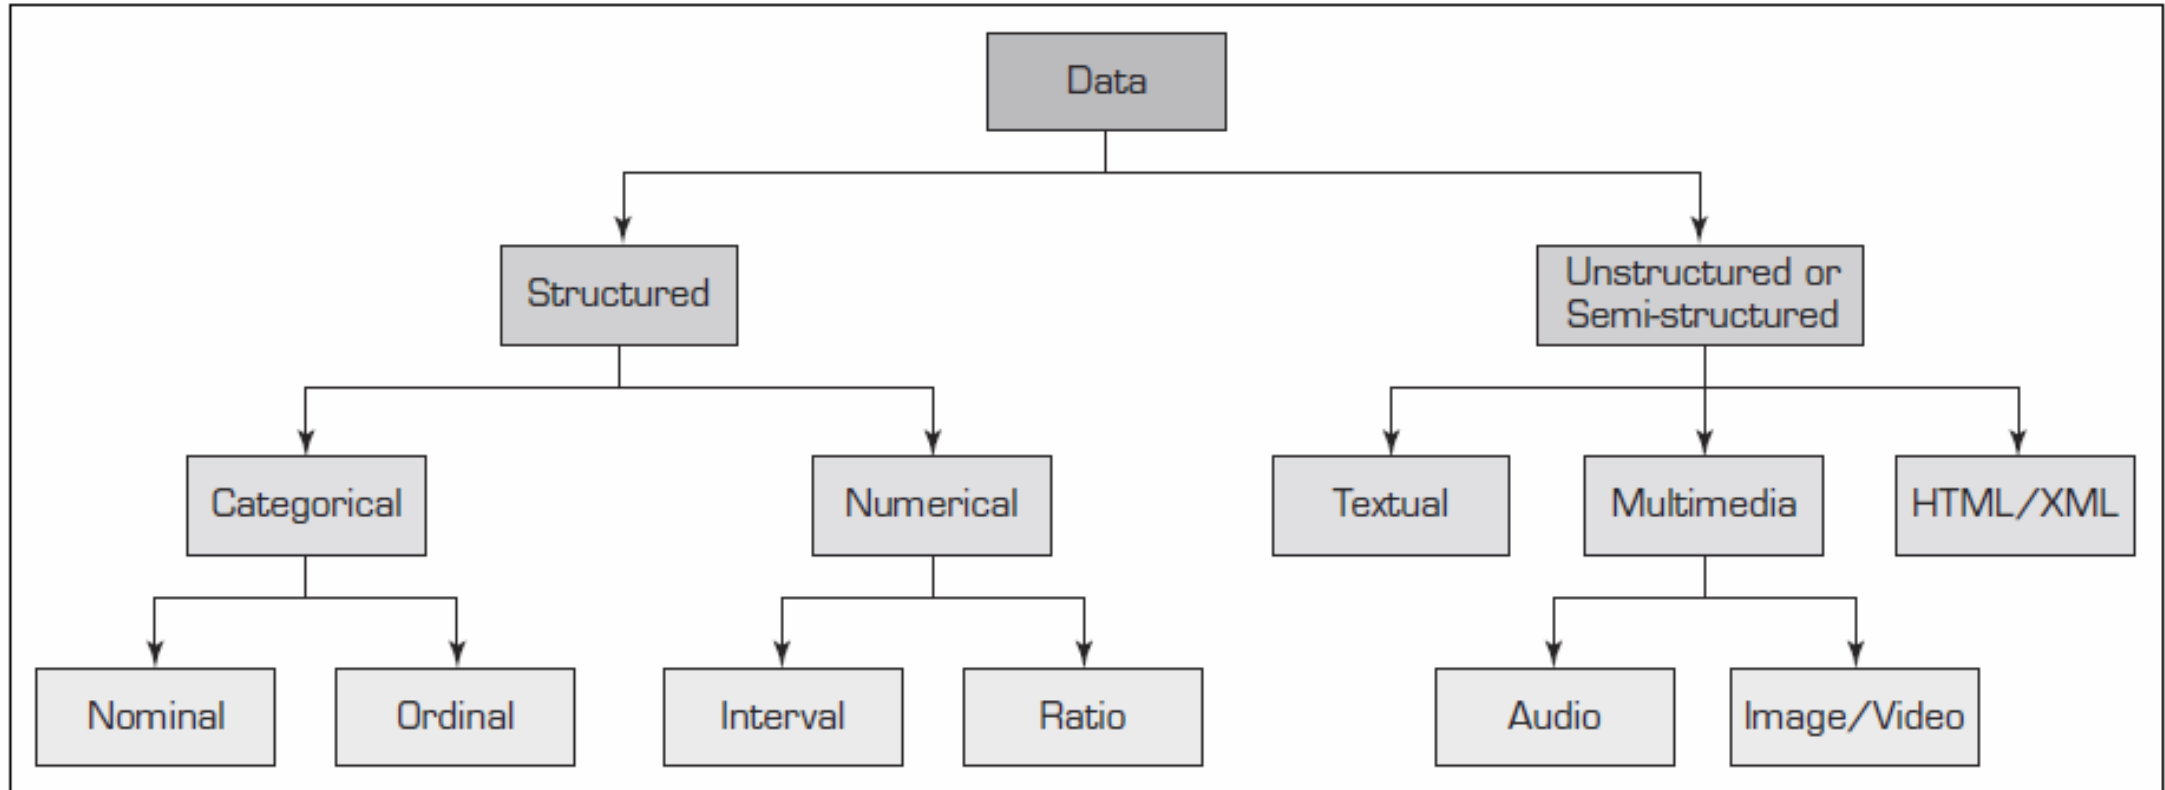 Data
Structured
Unstructured or
Semi-structured
Categorical
Numerical
Textual
Multimedia
HTML/XML
Nominal
Ordinal
Interval
Ratio
Audio
Image/Video